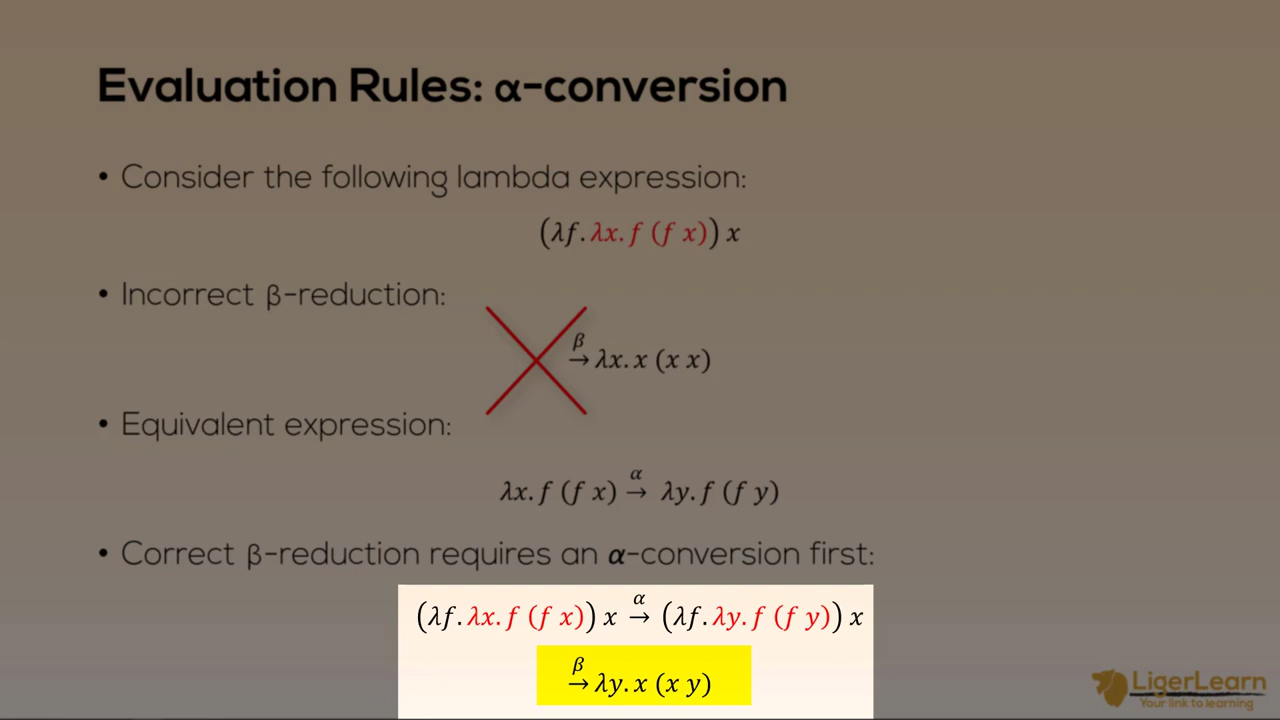 Evaluation Rules: α-conversion
• Consider the following lambda expression:
(λf.λx.f (f x)) x
• Incorrect β-reduction:
β→ λx.x (x x)
• Equivalent expression:
λx.f (f x) α→ λy.f (f y)
• Correct β-reduction requires an α-conversion first:
(λf.λx.f (f x)) x α→ (λf.λy.f (f y)) x
β→ λy.x (x y)
LigerLearn
Your link to learning